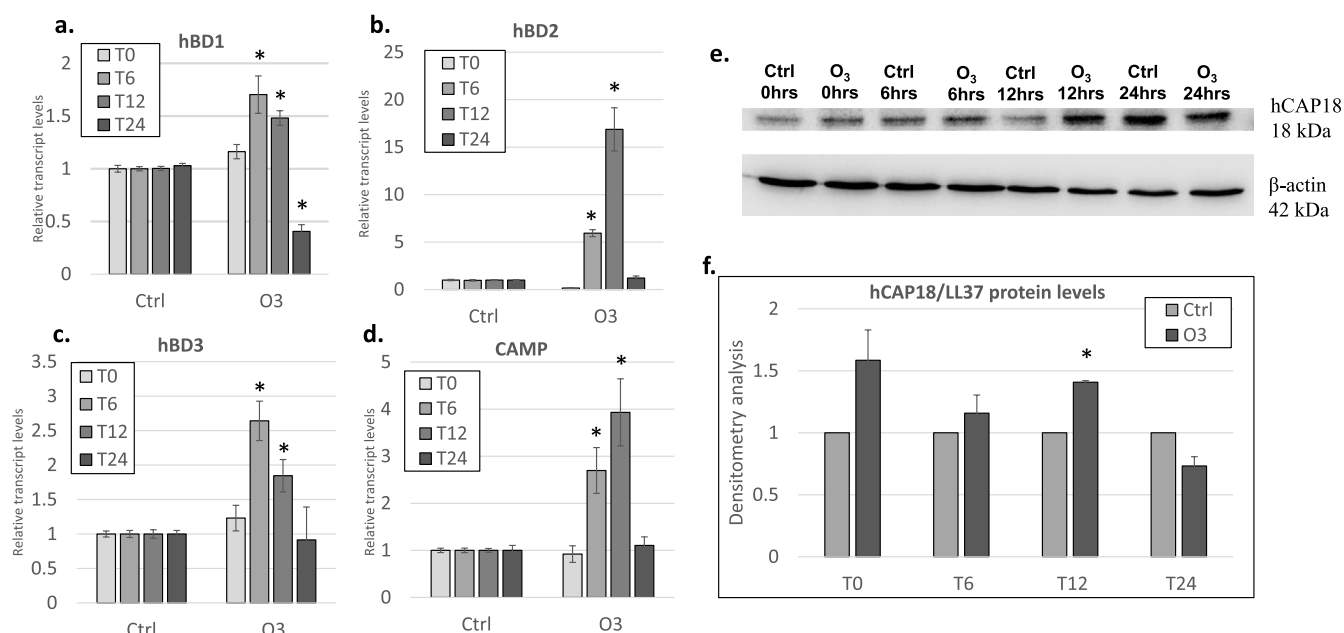 a.
hBD1
Relative transcript levels
2
1.5
1
0.5
0
T0
T6
T12
T24
*
*
*
Ctrl
O3
b.
hBD2
Relative transcript levels
25
20
15
10
5
0
T0
T6
T12
T24
*
*
Ctrl
O3
c.
hBD3
Relative transcript levels
3.5
3
2.5
2
1.5
1
0.5
0
T0
T6
T12
T24
*
*
Ctrl
O3
d.
CAMP
Relative transcript levels
5
4
3
2
1
0
T0
T6
T12
T24
*
*
Ctrl
O3
e.
Ctrl O₃ Ctrl O₃ Ctrl O₃ Ctrl O₃
0hrs 0hrs 6hrs 6hrs 12hrs 12hrs 24hrs 24hrs
hCAP18
18 kDa
β-actin
42 kDa
f.
hCAP18/LL37 protein levels
Densitometry analysis
2
1.5
1
0.5
0
Ctrl
O3
*
T0 T6 T12 T24